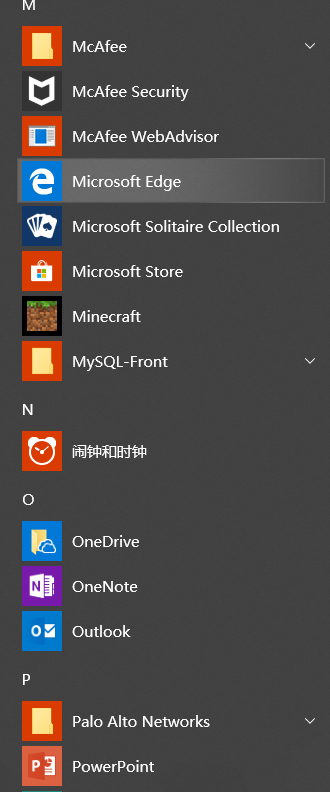 M
McAfee
McAfee Security
McAfee WebAdvisor
Microsoft Edge
Microsoft Solitaire Collection
Microsoft Store
Minecraft
MySQL-Front
N
闹钟和时钟
O
OneDrive
OneNote
Outlook
P
Palo Alto Networks
PowerPoint